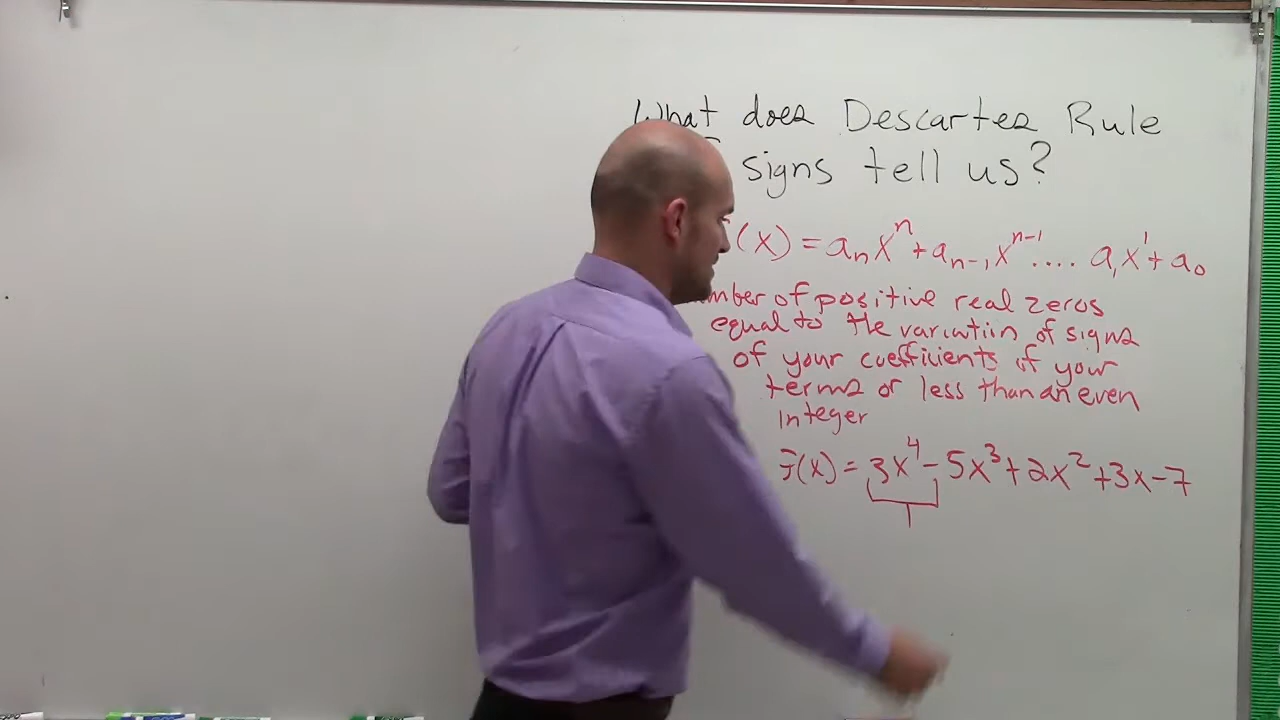 What does Descartes Rule
signs tell us?
(x) = aₙxⁿ + aₙ₋₁xⁿ⁻¹ .... a₁x¹ + a₀
mber of positive real zeros
equal to the variation of signs
of your coefficients of your
terms or less than an even
integer
f(x) = 3x⁴ - 5x³ + 2x² + 3x - 7